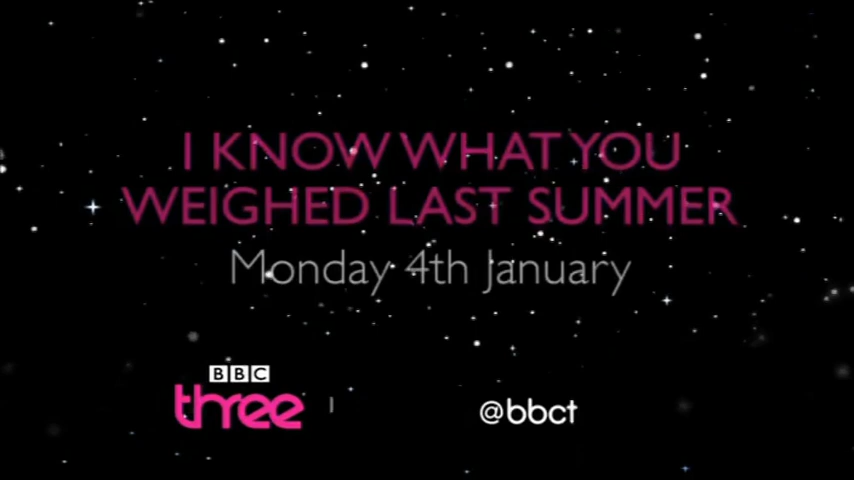 I KNOW WHAT YOU
WEIGHED LAST SUMMER
Monday 4th January
BBC
three
@bbct